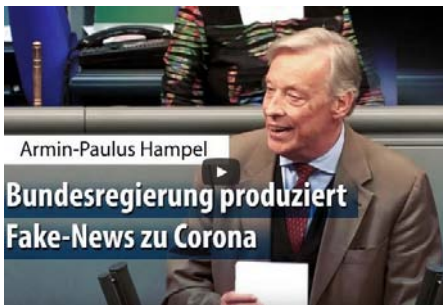 Armin-Paulus Hampel
Bundesregierung produziert
Fake-News zu Corona